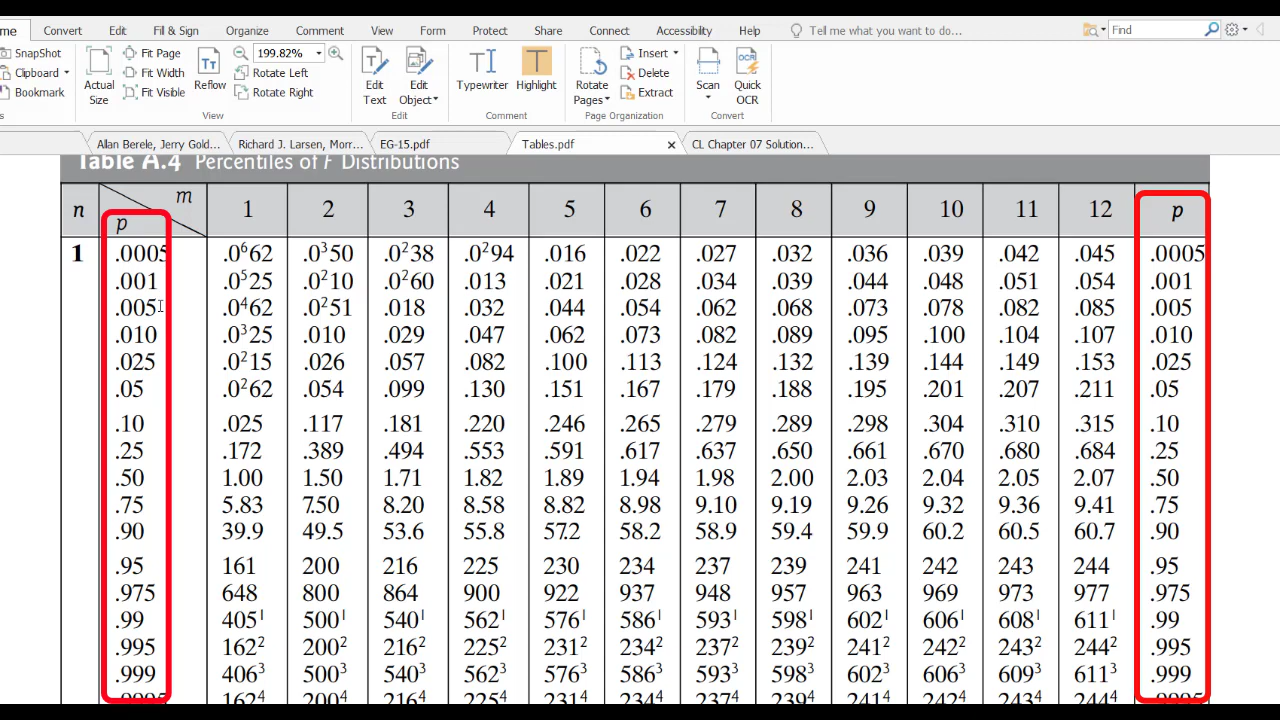 me Convert Edit Fill & Sign Organize Comment View Form Protect Share Connect Accessibility Help Tell me what you want to do... Find
SnapShot
Clipboard
Bookmark
Actual Size
Fit Page
Fit Width
Fit Visible
Reflow
199.82%
Rotate Left
Rotate Right
View
Edit Text
Edit Object
Edit
Typewriter
Highlight
Comment
Rotate Pages
Insert
Delete
Extract
Page Organization
Scan
Quick OCR
Convert
Allan Berele, Jerry Gold... Richard J. Larsen, Morr... EG-15.pdf Tables.pdf CL Chapter 07 Solution...
Table A.4 Percentiles of F Distributions
n p m 1 2 3 4 5 6 7 8 9 10 11 12 p
1 .0005 .0⁶62 .0³50 .0²38 .0²94 .016 .022 .027 .032 .036 .039 .042 .045 .0005
.001 .0⁵25 .0²10 .0²60 .013 .021 .028 .034 .039 .044 .048 .051 .054 .001
.005 .0⁴62 .0²51 .018 .032 .044 .054 .062 .068 .073 .078 .082 .085 .005
.010 .0³25 .010 .029 .047 .062 .073 .082 .089 .095 .100 .104 .107 .010
.025 .0²15 .026 .057 .082 .100 .113 .124 .132 .139 .144 .149 .153 .025
.05 .0²62 .054 .099 .130 .151 .167 .179 .188 .195 .201 .207 .211 .05
.10 .025 .117 .181 .220 .246 .265 .279 .289 .298 .304 .310 .315 .10
.25 .172 .389 .494 .553 .591 .617 .637 .650 .661 .670 .680 .684 .25
.50 1.00 1.50 1.71 1.82 1.89 1.94 1.98 2.00 2.03 2.04 2.05 2.07 .50
.75 5.83 7.50 8.20 8.58 8.82 8.98 9.10 9.19 9.26 9.32 9.36 9.41 .75
.90 39.9 49.5 53.6 55.8 57.2 58.2 58.9 59.4 59.9 60.2 60.5 60.7 .90
.95 161 200 216 225 230 234 237 239 241 242 243 244 .95
.975 648 800 864 900 922 937 948 957 963 969 973 977 .975
.99 405¹ 500¹ 540¹ 562¹ 576¹ 586¹ 593¹ 598¹ 602¹ 606¹ 608¹ 611¹ .99
.995 162² 200² 216² 225² 231² 234² 237² 239² 241² 242² 243² 244² .995
.999 406³ 500³ 540³ 562³ 576³ 586³ 593³ 598³ 602³ 606³ 609³ 611³ .999
.9995 162⁴ 200⁴ 216⁴ 225⁴ 231⁴ 234⁴ 237⁴ 239⁴ 241⁴ 242⁴ 243⁴ 244⁴ .9995